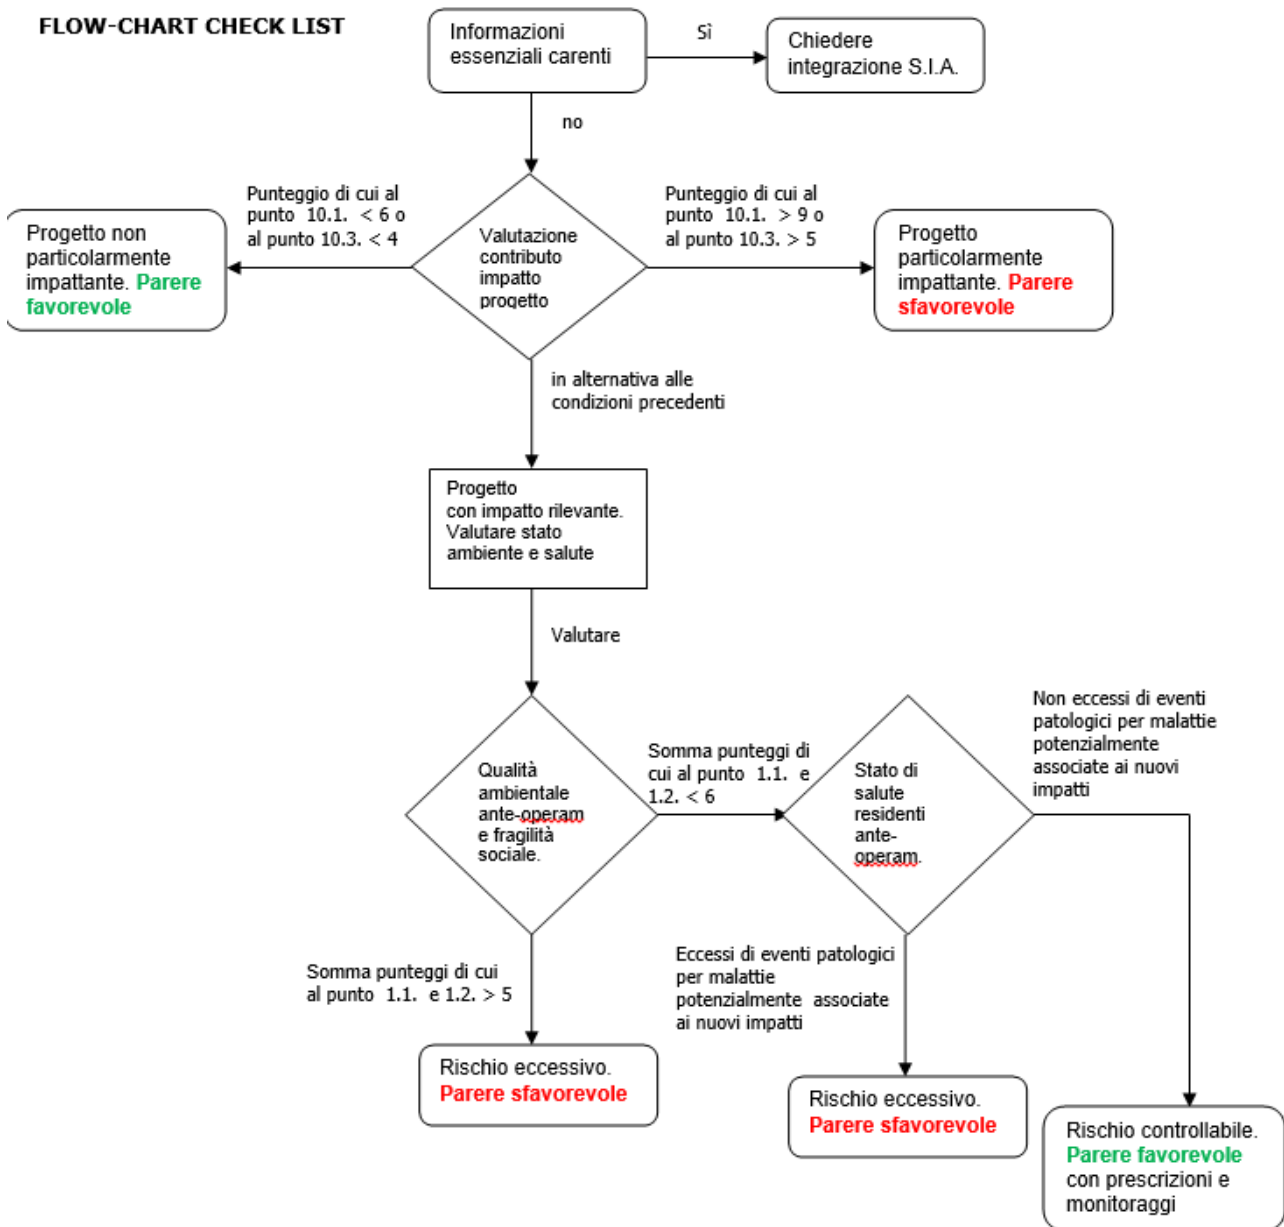 FLOW-CHART CHECK LIST
Informazioni
essenziali carenti
Sì
Chiedere
integrazione S.I.A.
no
Punteggio di cui al
punto 10.1. < 6 o
al punto 10.3. < 4
Punteggio di cui al
punto 10.1. > 9 o
al punto 10.3. > 5
Progetto non
particolarmente
impattante. Parere
favorevole
Valutazione
contributo
impatto
progetto
Progetto
particolarmente
impattante. Parere
sfavorevole
in alternativa alle
condizioni precedenti
Progetto
con impatto rilevante.
Valutare stato
ambiente e salute
Valutare
Qualità
ambientale
ante-operam
e fragilità
sociale.
Somma punteggi di
cui al punto 1.1. e
1.2. < 6
Stato di
salute
residenti
ante-
operam.
Non eccessi di eventi
patologici per malattie
potenzialmente
associate ai nuovi
impatti
Somma punteggi di cui
al punto 1.1. e 1.2. > 5
Eccessi di eventi patologici
per malattie
potenzialmente associate
ai nuovi impatti
Rischio eccessivo.
Parere sfavorevole
Rischio eccessivo.
Parere sfavorevole
Rischio controllabile.
Parere favorevole
con prescrizioni e
monitoraggi